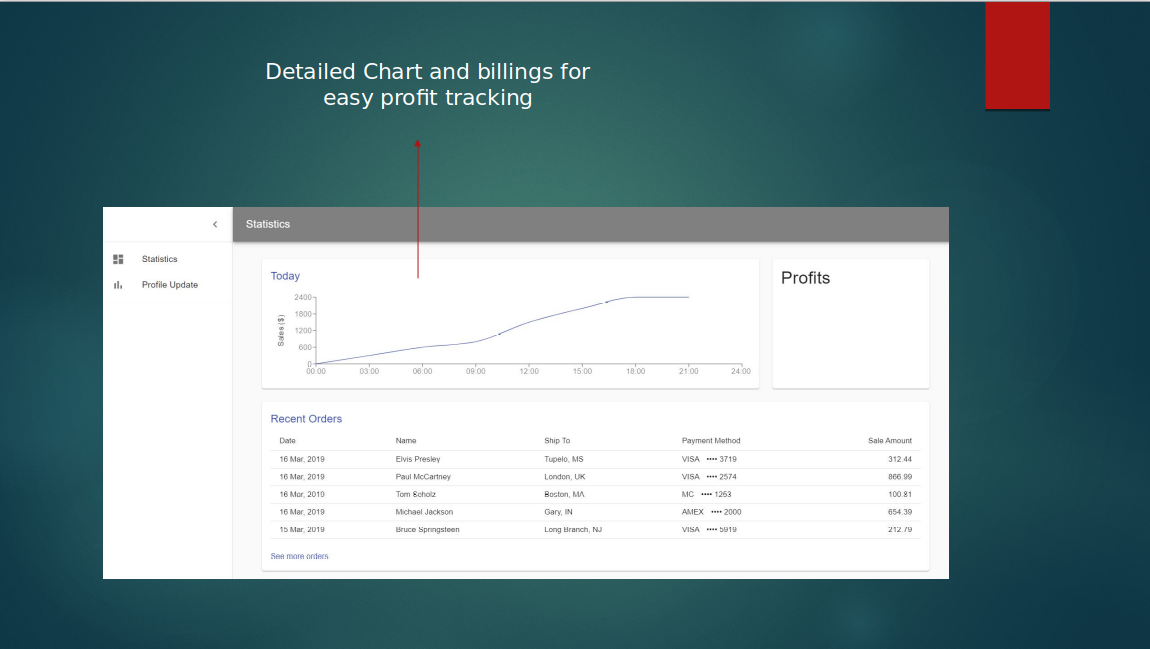 Detailed Chart and billings for
easy profit tracking
Statistics
Statistics
Profile Update
Today
Profits
Sales ($)
2400
1800
1200
600
0
00:00 03:00 06:00 09:00 12:00 15:00 18:00 21:00 24:00
Recent Orders
Date Name Ship To Payment Method Sale Amount
16 Mar, 2019 Elvis Presley Tupelo, MS VISA •••• 3719 312.44
16 Mar, 2019 Paul McCartney London, UK VISA •••• 2574 866.99
16 Mar, 2019 Tom Scholz Boston, MA MC •••• 1253 100.81
16 Mar, 2019 Michael Jackson Gary, IN AMEX •••• 2000 654.39
15 Mar, 2019 Bruce Springsteen Long Branch, NJ VISA •••• 5919 212.79
See more orders